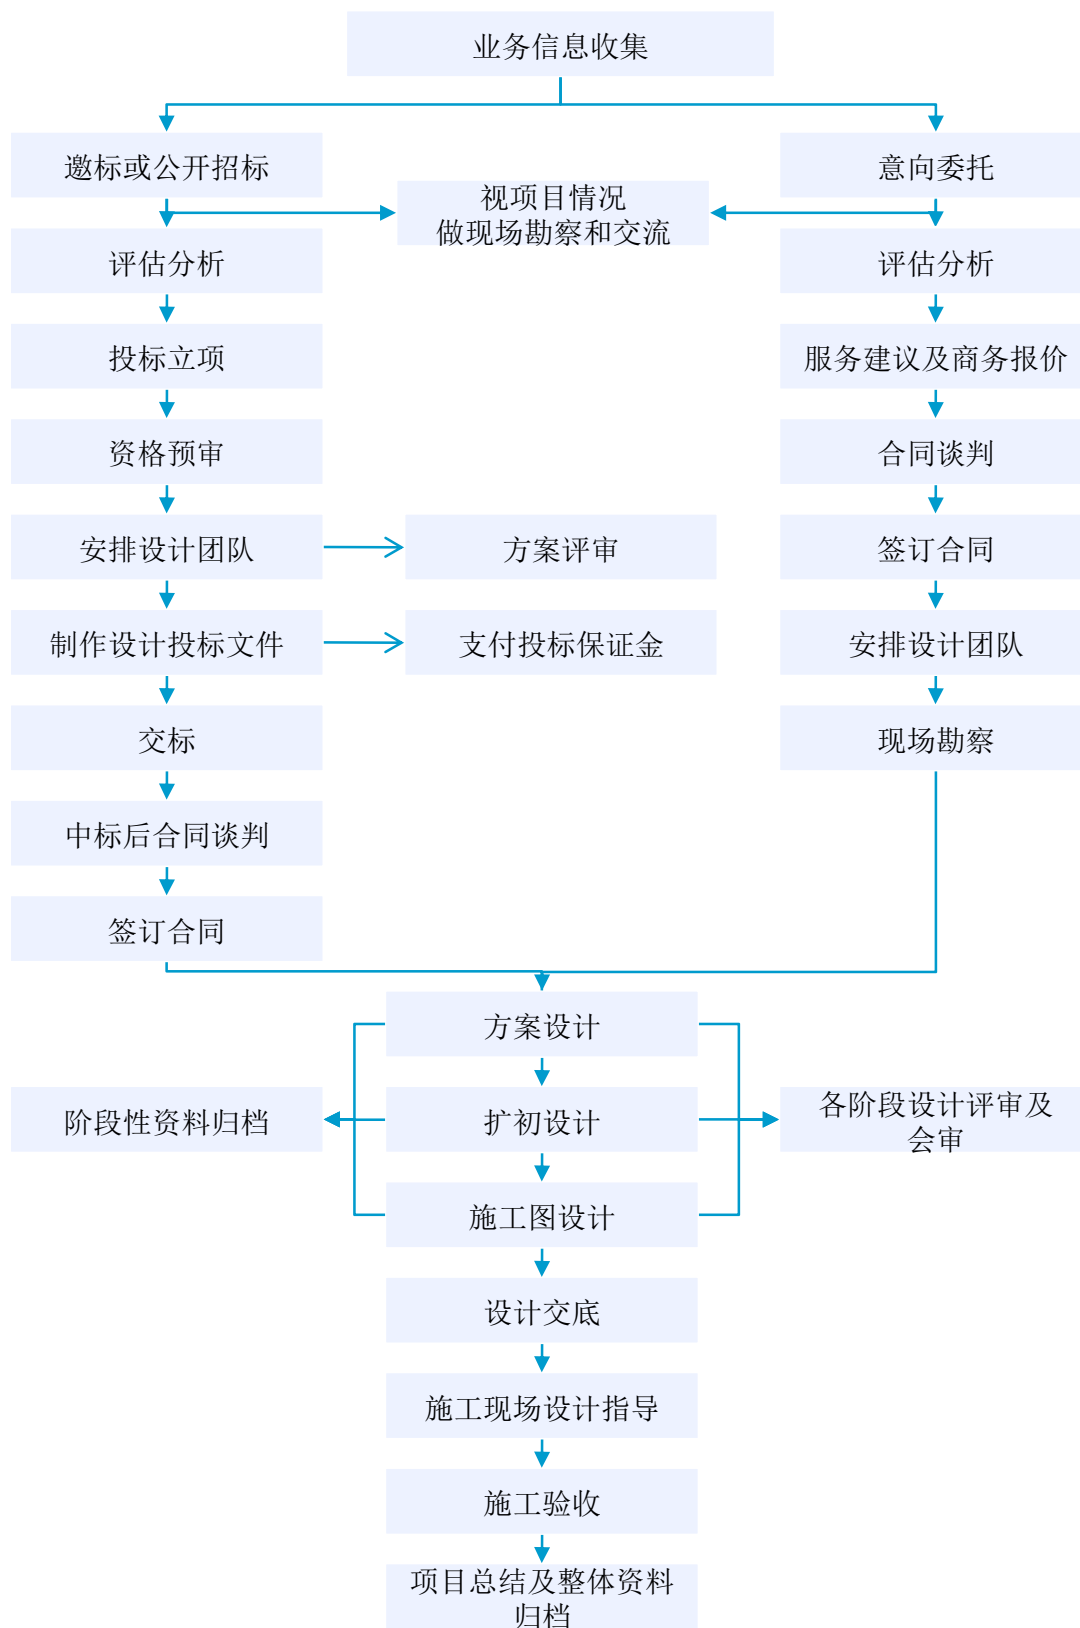 业务信息收集
邀标或公开招标
意向委托
视项目情况
做现场勘察和交流
评估分析
评估分析
投标立项
服务建议及商务报价
资格预审
合同谈判
安排设计团队
方案评审
签订合同
制作设计投标文件
支付投标保证金
安排设计团队
交标
现场勘察
中标后合同谈判
签订合同
方案设计
阶段性资料归档
扩初设计
各阶段设计评审及
会审
施工图设计
设计交底
施工现场设计指导
施工验收
项目总结及整体资料
归档